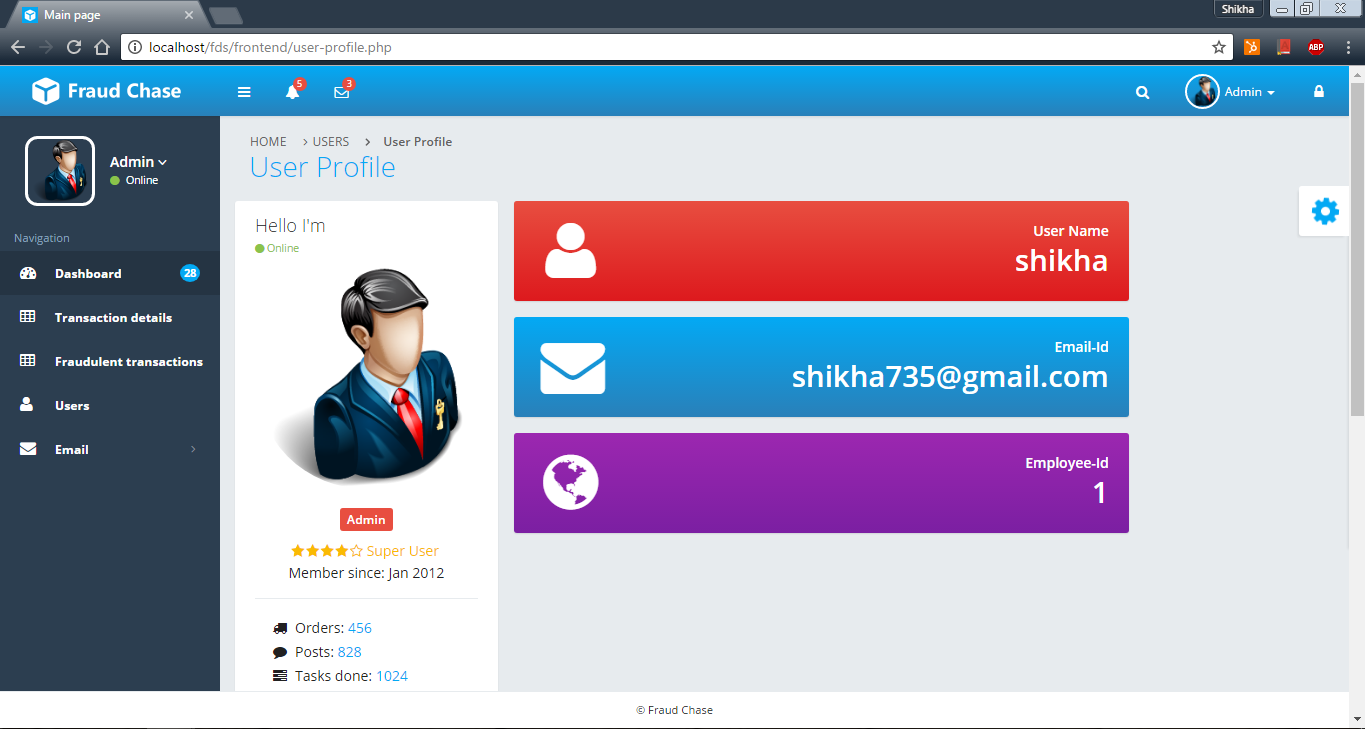 Main page
Shikha
localhost/fds/frontend/user-profile.php
ABP
Fraud Chase
5
3
Admin
Admin
Online
Navigation
Dashboard 28
Transaction details
Fraudulent transactions
Users
Email
HOME > USERS > User Profile
User Profile
Hello I'm
Online
Admin
Super User
Member since: Jan 2012
Orders: 456
Posts: 828
Tasks done: 1024
User Name
shikha
Email-Id
shikha735@gmail.com
Employee-Id
1
© Fraud Chase